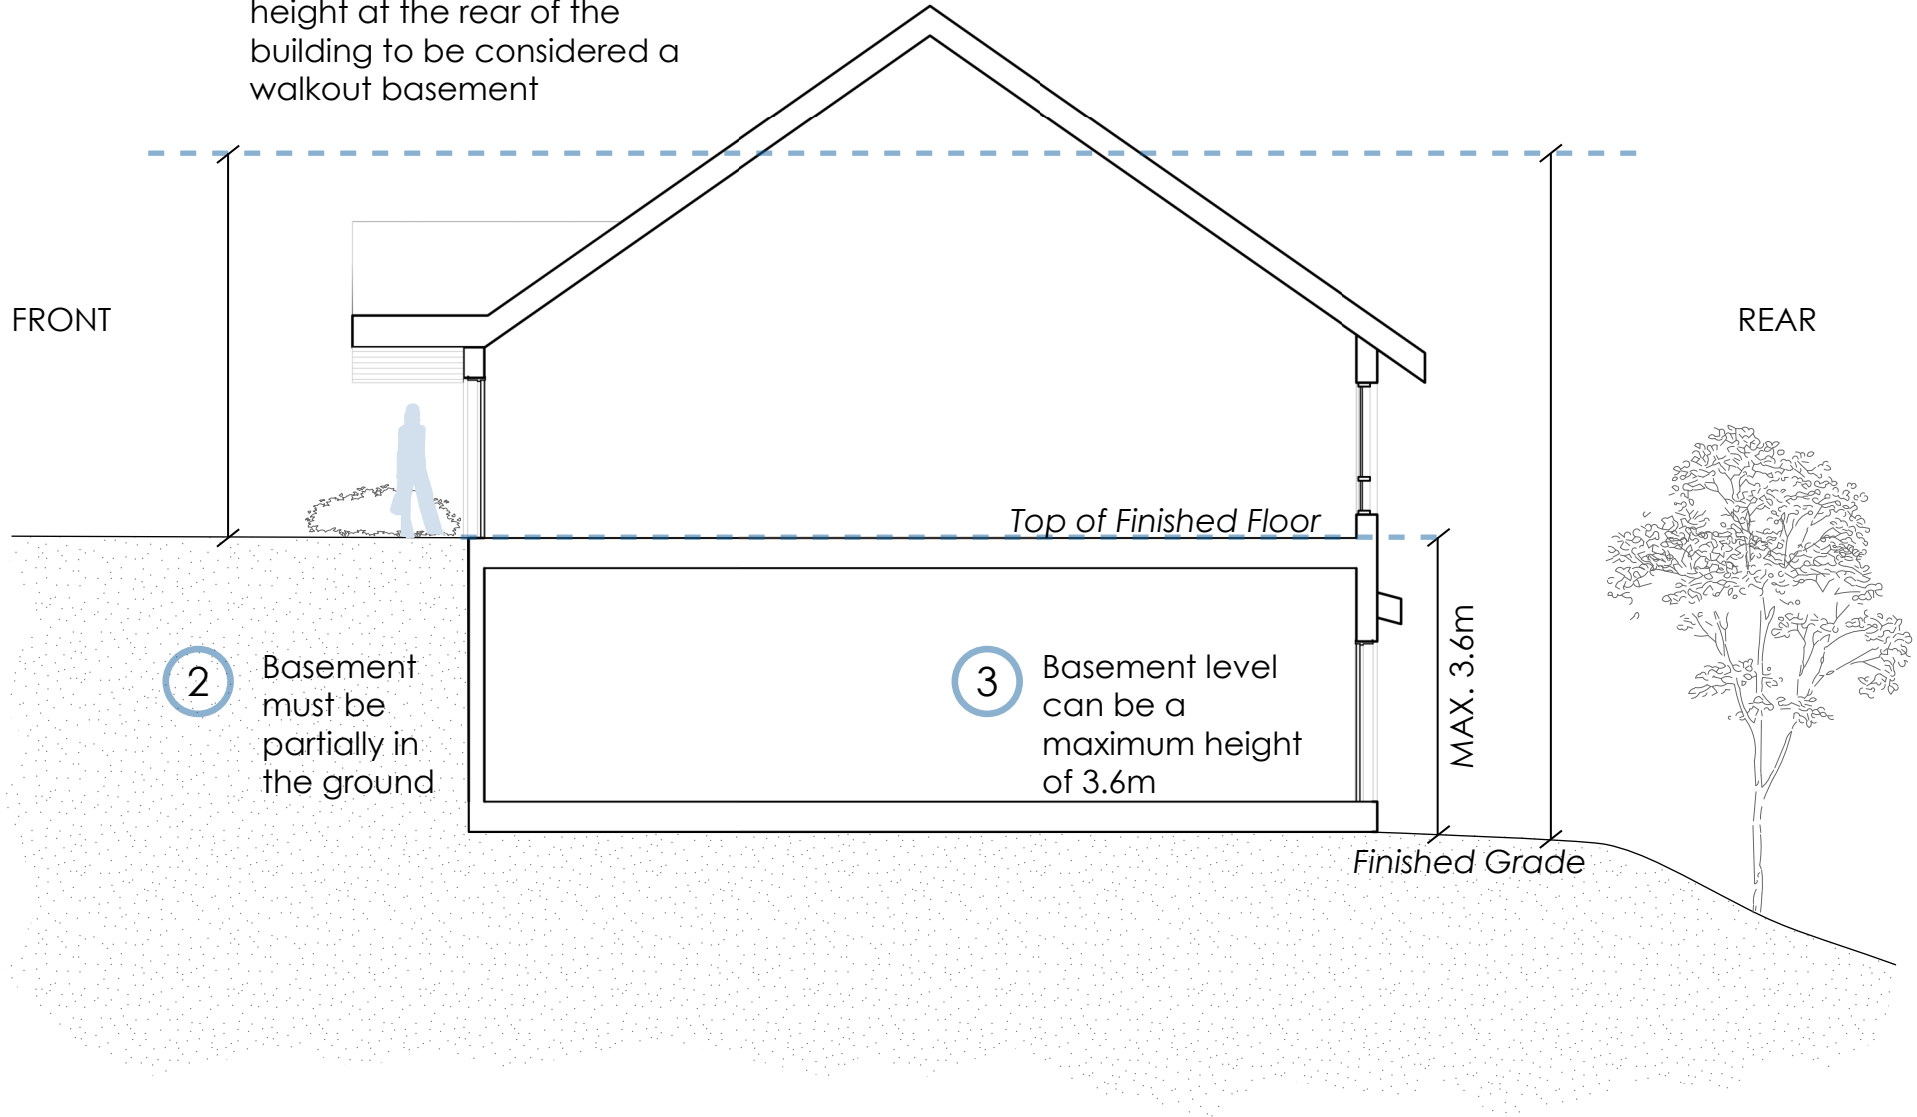 height at the rear of the
building to be considered a
walkout basement
FRONT
REAR
Top of Finished Floor
2
Basement
must be
partially in
the ground
3
Basement level
can be a
maximum height
of 3.6m
MAX. 3.6m
Finished Grade